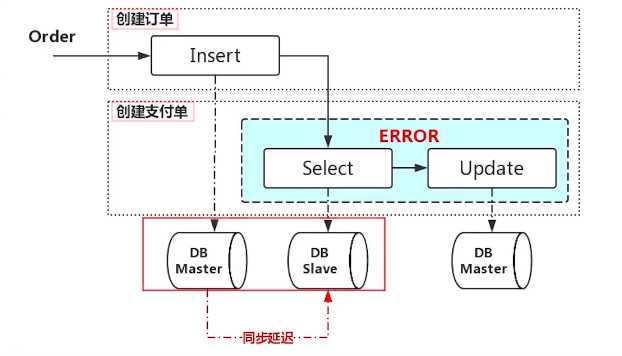 创建订单
Order
Insert
创建支付单
ERROR
Select
Update
DB
Master
DB
Slave
DB
Master
同步延迟